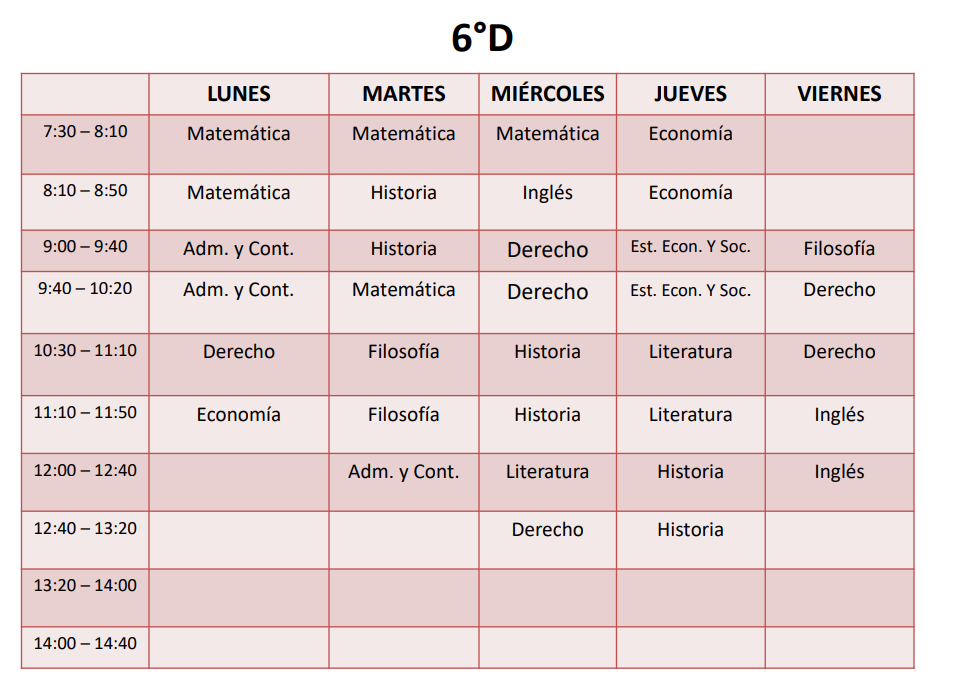 6°D
LUNES MARTES MIÉRCOLES JUEVES VIERNES
7:30 – 8:10 Matemática Matemática Matemática Economía
8:10 – 8:50 Matemática Historia Inglés Economía
9:00 – 9:40 Adm. y Cont. Historia Derecho Est. Econ. Y Soc. Filosofía
9:40 – 10:20 Adm. y Cont. Matemática Derecho Est. Econ. Y Soc. Derecho
10:30 – 11:10 Derecho Filosofía Historia Literatura Derecho
11:10 – 11:50 Economía Filosofía Historia Literatura Inglés
12:00 – 12:40 Adm. y Cont. Literatura Historia Inglés
12:40 – 13:20 Derecho Historia
13:20 – 14:00
14:00 – 14:40